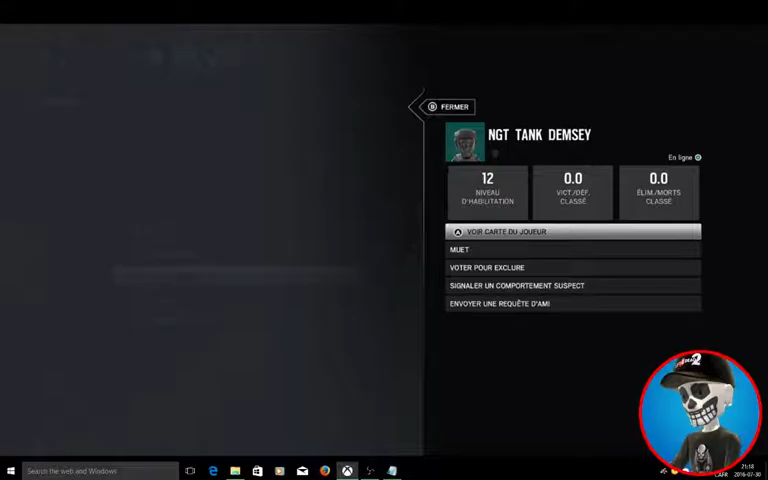 B FERMER
NGT TANK DEMSEY
En ligne
12
NIVEAU
D'HABILITATION
0.0
VICT./DÉF.
CLASSÉ
0.0
ÉLIM./MORTS
CLASSÉ
A VOIR CARTE DU JOUEUR
MUET
VOTER POUR EXCLURE
SIGNALER UN COMPORTEMENT SUSPECT
ENVOYER UNE REQUÊTE D'AMI
2
Search the web and Windows
21:18
CAFR 2016-07-30